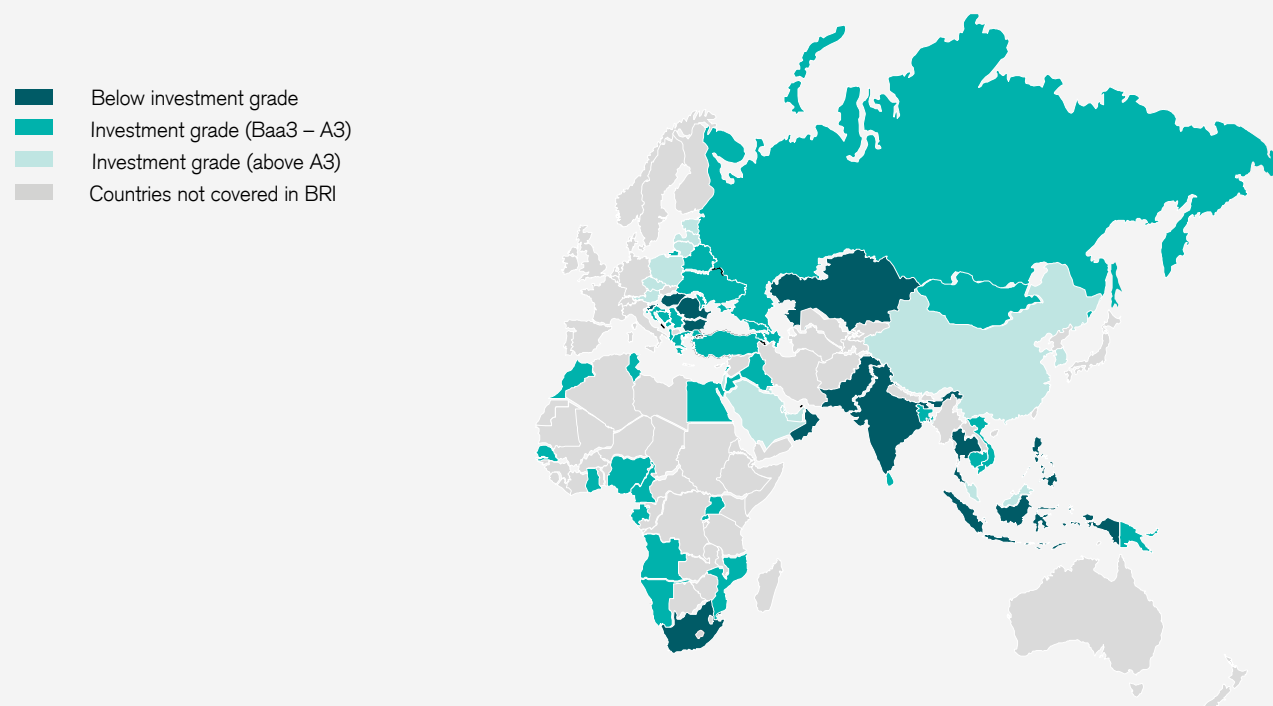 Below investment grade
Investment grade (Baa3 – A3)
Investment grade (above A3)
Countries not covered in BRI